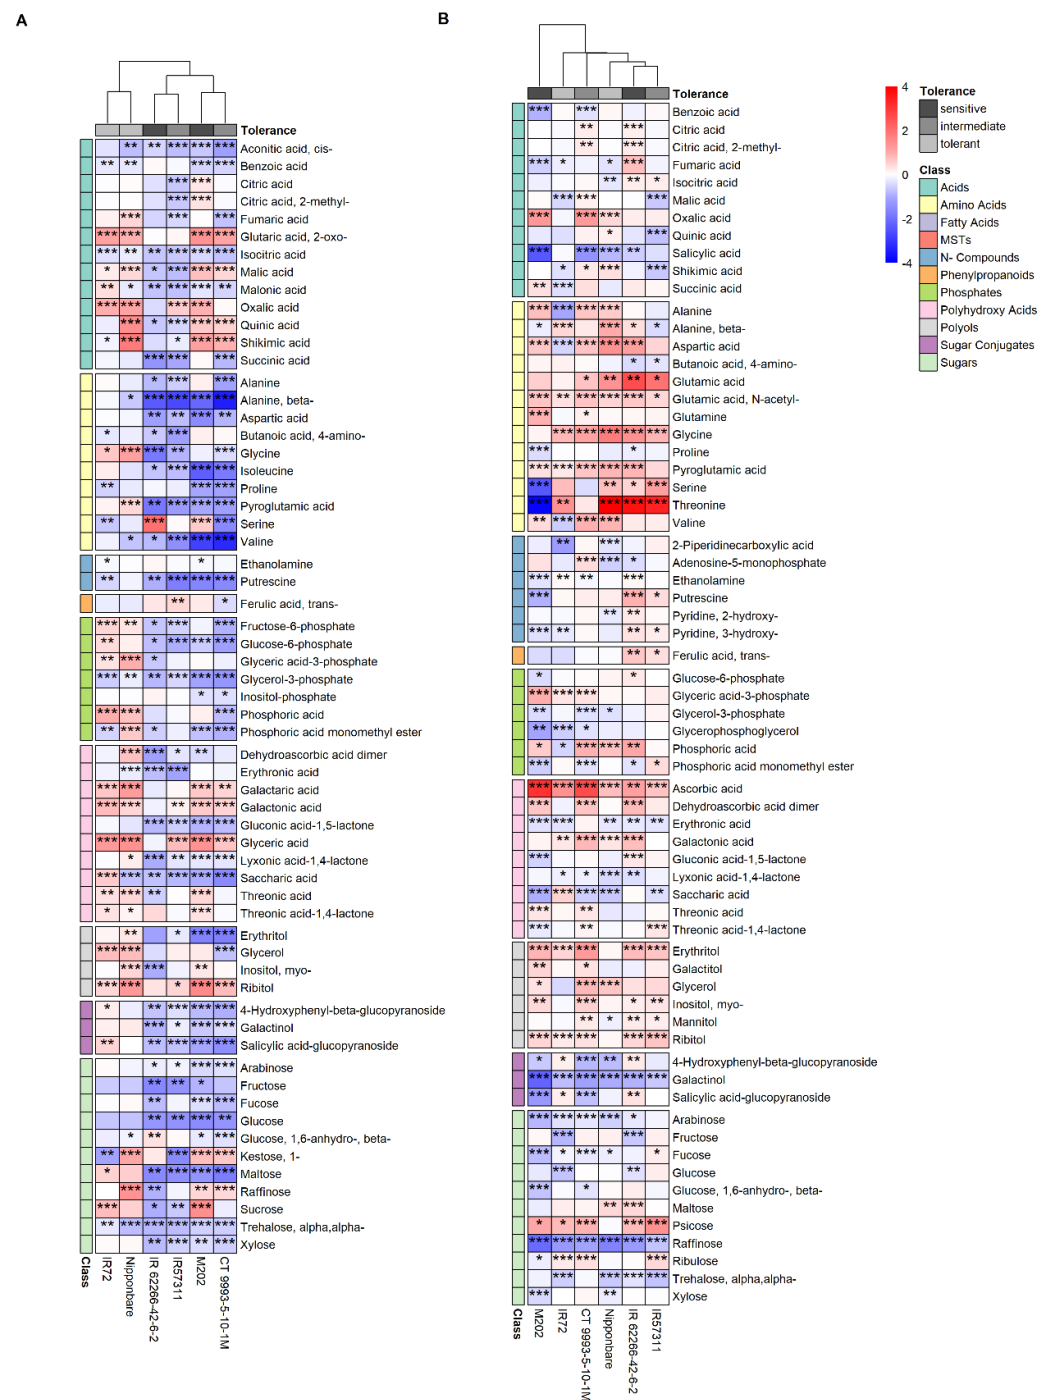 A
Tolerance
Aconitic acid, cis-
Benzoic acid
Citric acid
Citric acid, 2-methyl-
Fumaric acid
Glutaric acid, 2-oxo-
Isocitric acid
Malic acid
Malonic acid
Oxalic acid
Quinic acid
Shikimic acid
Succinic acid
Alanine
Alanine, beta-
Aspartic acid
Butanoic acid, 4-amino-
Glycine
Isoleucine
Proline
Pyroglutamic acid
Serine
Valine
Ethanolamine
Putrescine
Ferulic acid, trans-
Fructose-6-phosphate
Glucose-6-phosphate
Glyceric acid-3-phosphate
Glycerol-3-phosphate
Inositol-phosphate
Phosphoric acid
Phosphoric acid monomethyl ester
Dehydroascorbic acid dimer
Erythronic acid
Galactaric acid
Galactonic acid
Gluconic acid-1,5-lactone
Glyceric acid
Lyxonic acid-1,4-lactone
Saccharic acid
Threonic acid
Threonic acid-1,4-lactone
Erythritol
Glycerol
Inositol, myo-
Ribitol
4-Hydroxyphenyl-beta-glucopyranoside
Galactinol
Salicylic acid-glucopyranoside
Arabinose
Fructose
Fucose
Glucose
Glucose, 1,6-anhydro-, beta-
Kestose, 1-
Maltose
Raffinose
Sucrose
Trehalose, alpha,alpha-
Xylose
Class
IR72
Nipponbare
IR 62266-42-6-2
IR57311
M202
CT 9993-5-10-1M
B
Tolerance
Benzoic acid
Citric acid
Citric acid, 2-methyl-
Fumaric acid
Isocitric acid
Malic acid
Oxalic acid
Quinic acid
Salicylic acid
Shikimic acid
Succinic acid
Alanine
Alanine, beta-
Aspartic acid
Butanoic acid, 4-amino-
Glutamic acid
Glutamic acid, N-acetyl-
Glutamine
Glycine
Proline
Pyroglutamic acid
Serine
Threonine
Valine
2-Piperidinecarboxylic acid
Adenosine-5-monophosphate
Ethanolamine
Putrescine
Pyridine, 2-hydroxy-
Pyridine, 3-hydroxy-
Ferulic acid, trans-
Glucose-6-phosphate
Glyceric acid-3-phosphate
Glycerol-3-phosphate
Glycerophosphoglycerol
Phosphoric acid
Phosphoric acid monomethyl ester
Ascorbic acid
Dehydroascorbic acid dimer
Erythronic acid
Galactonic acid
Gluconic acid-1,5-lactone
Lyxonic acid-1,4-lactone
Saccharic acid
Threonic acid
Threonic acid-1,4-lactone
Erythritol
Galactitol
Glycerol
Inositol, myo-
Mannitol
Ribitol
4-Hydroxyphenyl-beta-glucopyranoside
Galactinol
Salicylic acid-glucopyranoside
Arabinose
Fructose
Fucose
Glucose
Glucose, 1,6-anhydro-, beta-
Maltose
Psicose
Raffinose
Ribulose
Trehalose, alpha,alpha-
Xylose
Class
M202
IR72
CT 9993-5-10-1M
Nipponbare
IR 62266-42-6-2
IR57311
4
2
0
-2
-4
Tolerance
sensitive
intermediate
tolerant
Class
Acids
Amino Acids
Fatty Acids
MSTs
N- Compounds
Phenylpropanoids
Phosphates
Polyhydroxy Acids
Polyols
Sugar Conjugates
Sugars